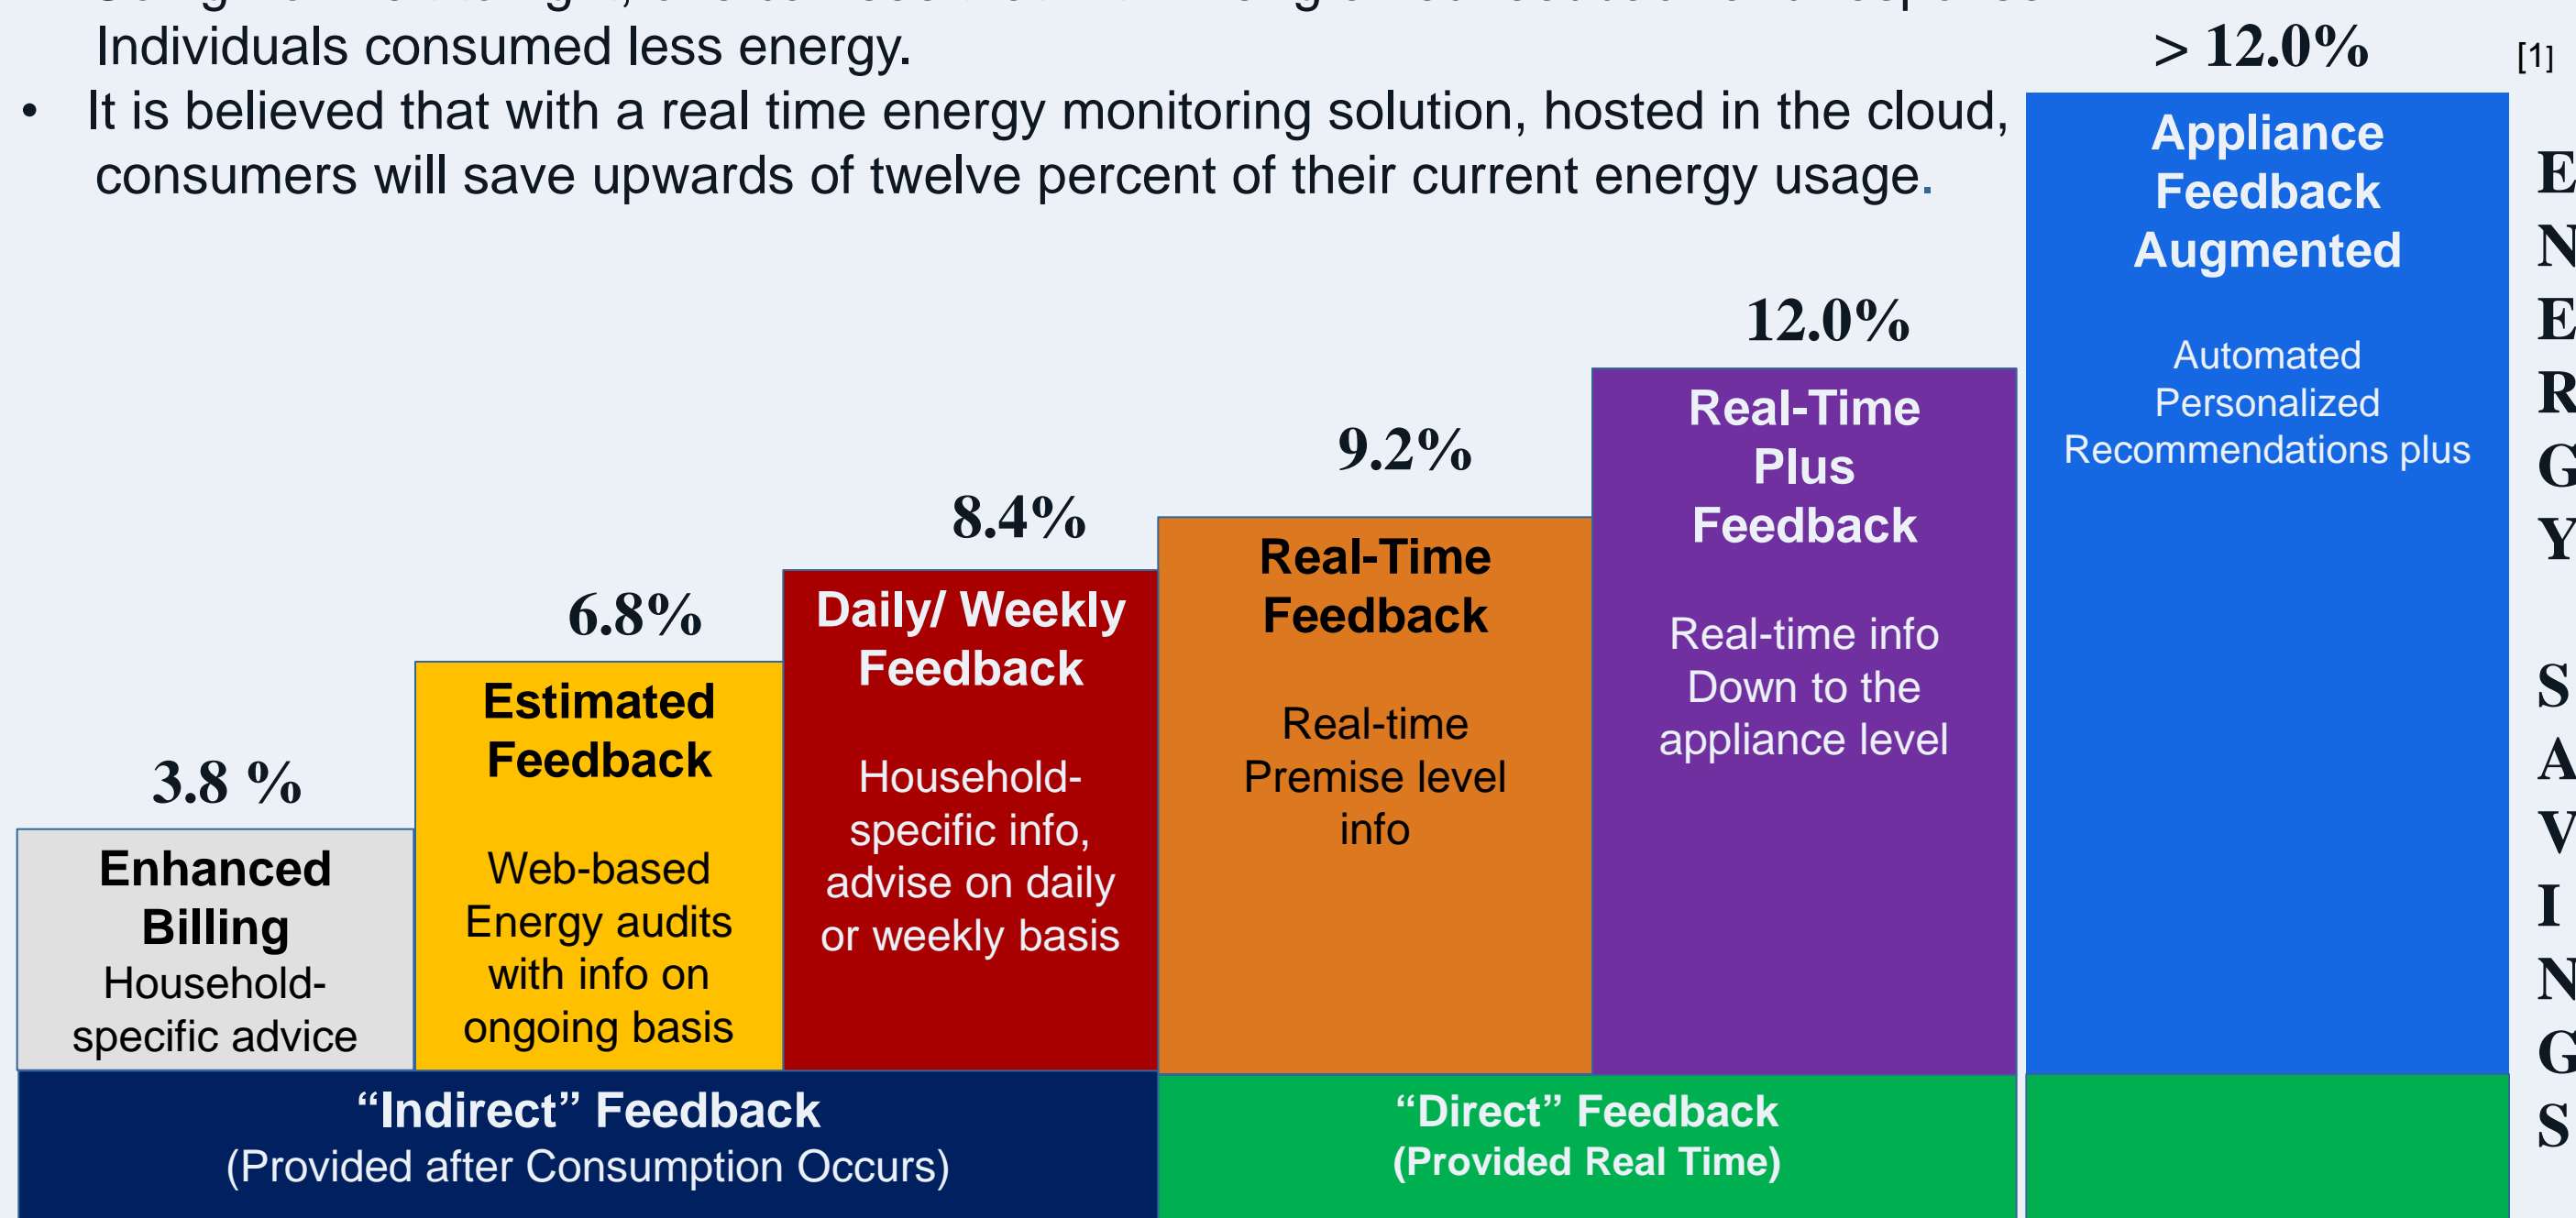 Individuals consumed less energy.
• It is believed that with a real time energy monitoring solution, hosted in the cloud,
consumers will save upwards of twelve percent of their current energy usage.
> 12.0%
[1]
Appliance
Feedback
Augmented
Automated
Personalized
Recommendations plus
12.0%
Real-Time
Plus
Feedback
Real-time info
Down to the
appliance level
9.2%
Real-Time
Feedback
Real-time
Premise level
info
8.4%
Daily/ Weekly
Feedback
Household-
specific info,
advise on daily
or weekly basis
6.8%
Estimated
Feedback
Web-based
Energy audits
with info on
ongoing basis
3.8 %
Enhanced
Billing
Household-
specific advice
“Indirect” Feedback
(Provided after Consumption Occurs)
“Direct” Feedback
(Provided Real Time)
E
N
E
R
G
Y
S
A
V
I
N
G
S